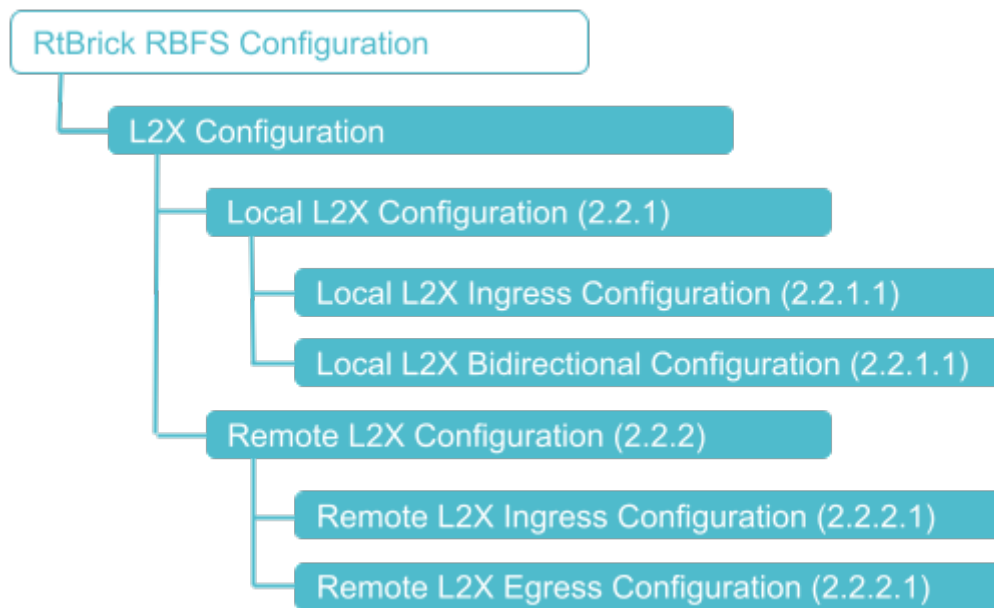 RtBrick RBFS Configuration
L2X Configuration
Local L2X Configuration (2.2.1)
Local L2X Ingress Configuration (2.2.1.1)
Local L2X Bidirectional Configuration (2.2.1.1)
Remote L2X Configuration (2.2.2)
Remote L2X Ingress Configuration (2.2.2.1)
Remote L2X Egress Configuration (2.2.2.1)